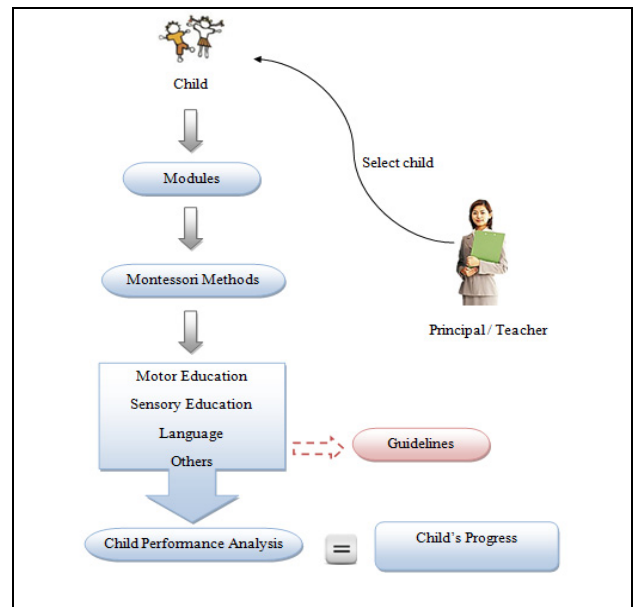 Child
Select child
Modules
Montessori Methods
Principal / Teacher
Motor Education
Sensory Education
Language
Others
Guidelines
Child Performance Analysis
=
Child's Progress